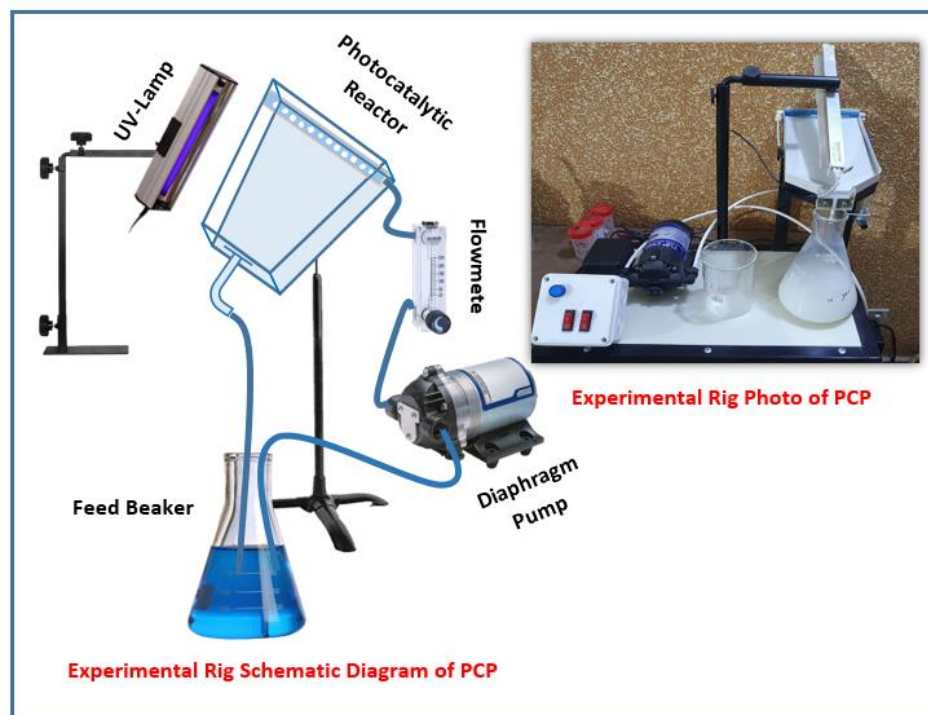 UV-Lamp
Photocatalytic
Reactor
Flowmete
Diaphragm
Pump
Feed Beaker
Experimental Rig Schematic Diagram of PCP
Experimental Rig Photo of PCP